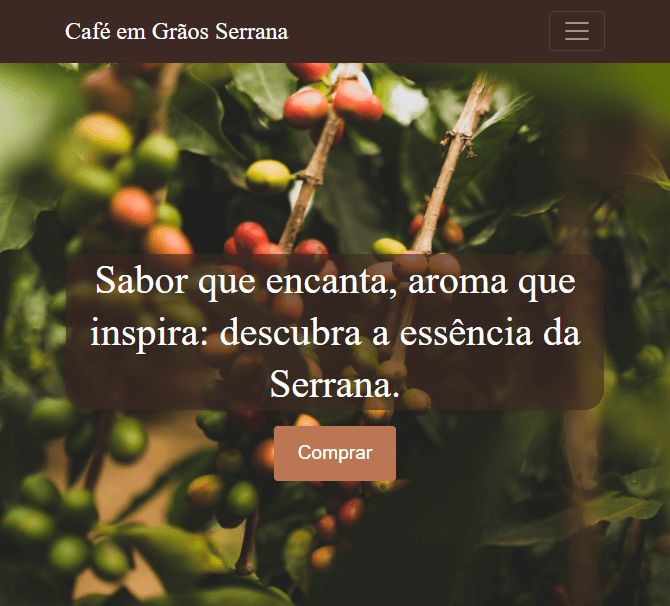 Café em Grãos Serrana
Sabor que encanta, aroma que
inspira: descubra a essência da
Serrana.
Comprar